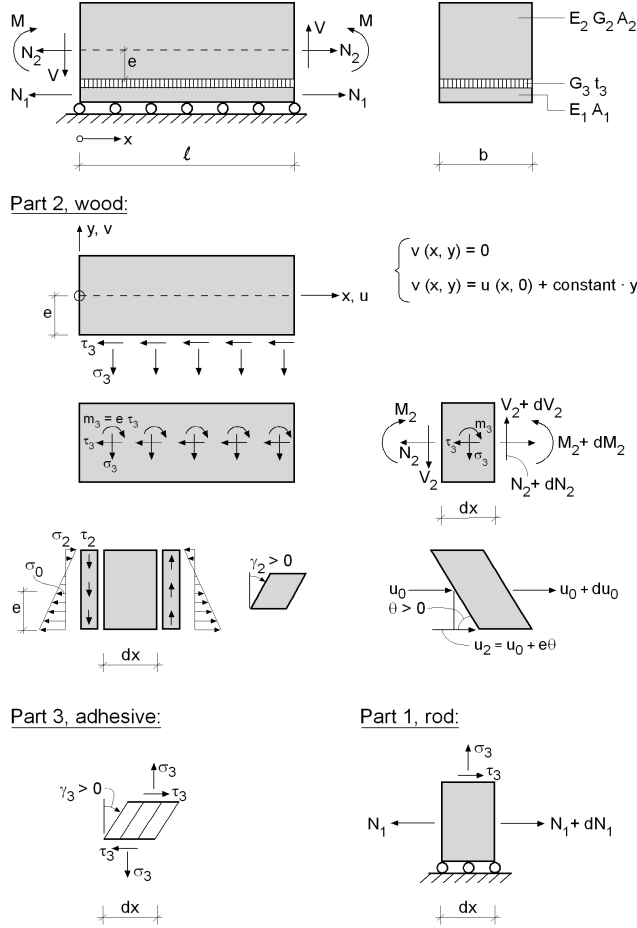 M
N₂
V
e
V
M
N₂
N₁
N₁
x
ℓ
E₂ G₂ A₂
G₃ t₃
E₁ A₁
b
Part 2, wood:
y, v
e
x, u
τ₃
σ₃
v (x, y) = 0
v (x, y) = u (x, 0) + constant · y
m₃ = e τ₃
τ₃
σ₃
M₂
N₂
V₂
τ₃
m₃
σ₃
V₂+ dV₂
M₂+ dM₂
N₂+ dN₂
dx
σ₂
τ₂
σ₀
e
dx
γ₂ > 0
u₀
θ > 0
u₀ + du₀
u₂ = u₀ + eθ
Part 3, adhesive:
σ₃
τ₃
γ₃ > 0
τ₃
σ₃
dx
Part 1, rod:
σ₃
τ₃
N₁
N₁+ dN₁
dx